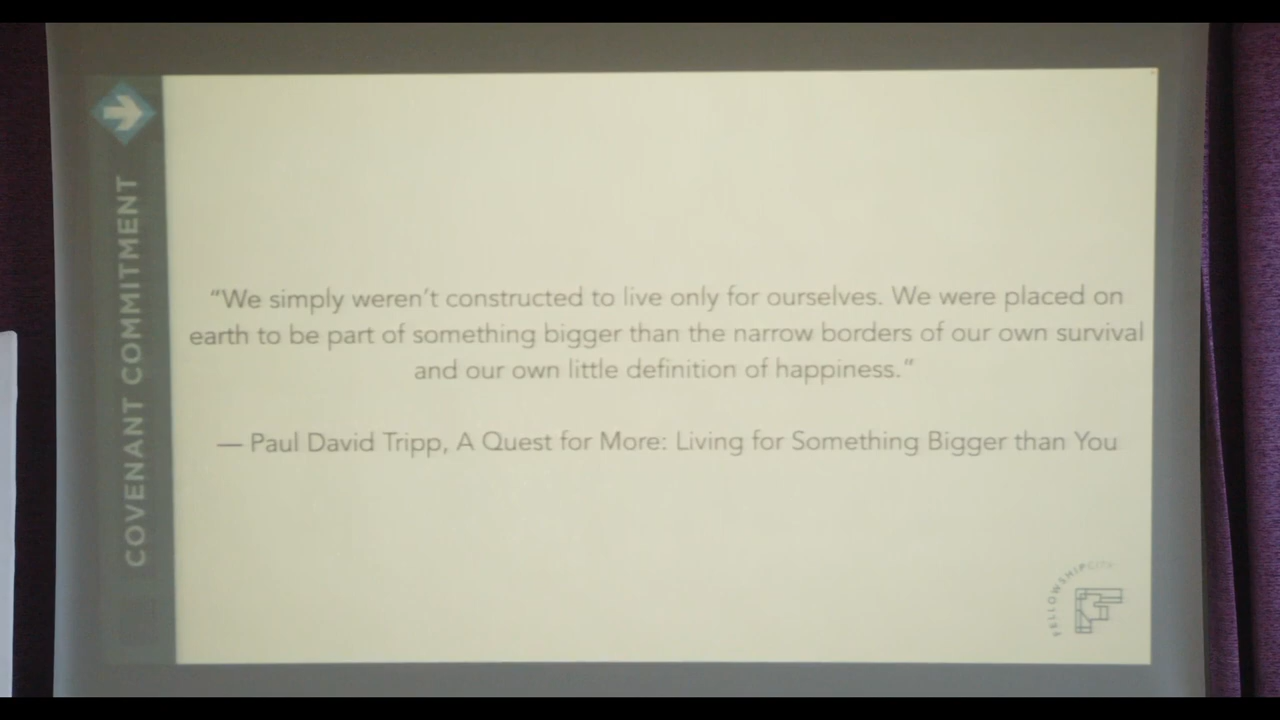 COVENANT COMMITMENT
“We simply weren’t constructed to live only for ourselves. We were placed on
earth to be part of something bigger than the narrow borders of our own survival
and our own little definition of happiness.”
— Paul David Tripp, A Quest for More: Living for Something Bigger than You
FELLOWSHIPCITY